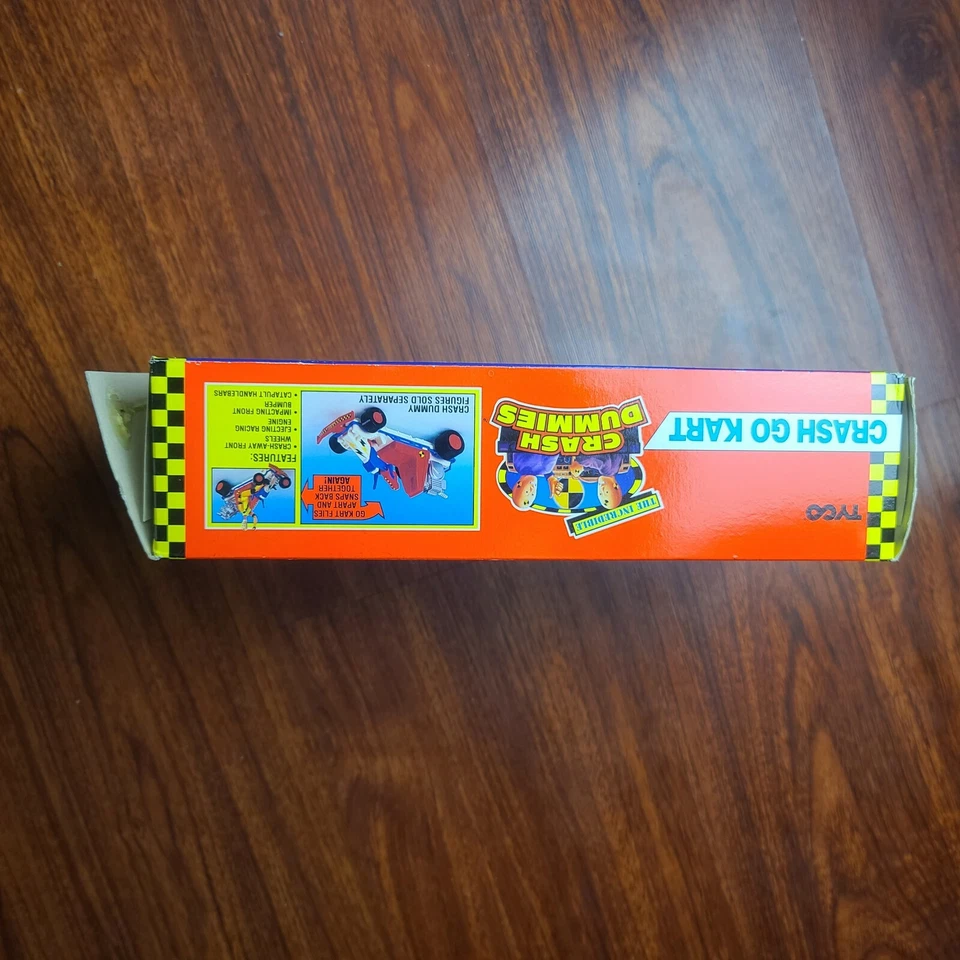 TYCO
CRASH GO KART
THE INCREDIBLE
CRASH
DUMMIES
GO KART FLIES
APART AND
SNAPS BACK
TOGETHER
AGAIN!
CRASH DUMMY
FIGURES SOLD SEPARATELY
FEATURES:
• CRASH-AWAY FRONT
WHEELS
• EJECTING RACING
ENGINE
• IMPACTING FRONT
BUMPER
• CATAPULT HANDLEBARS